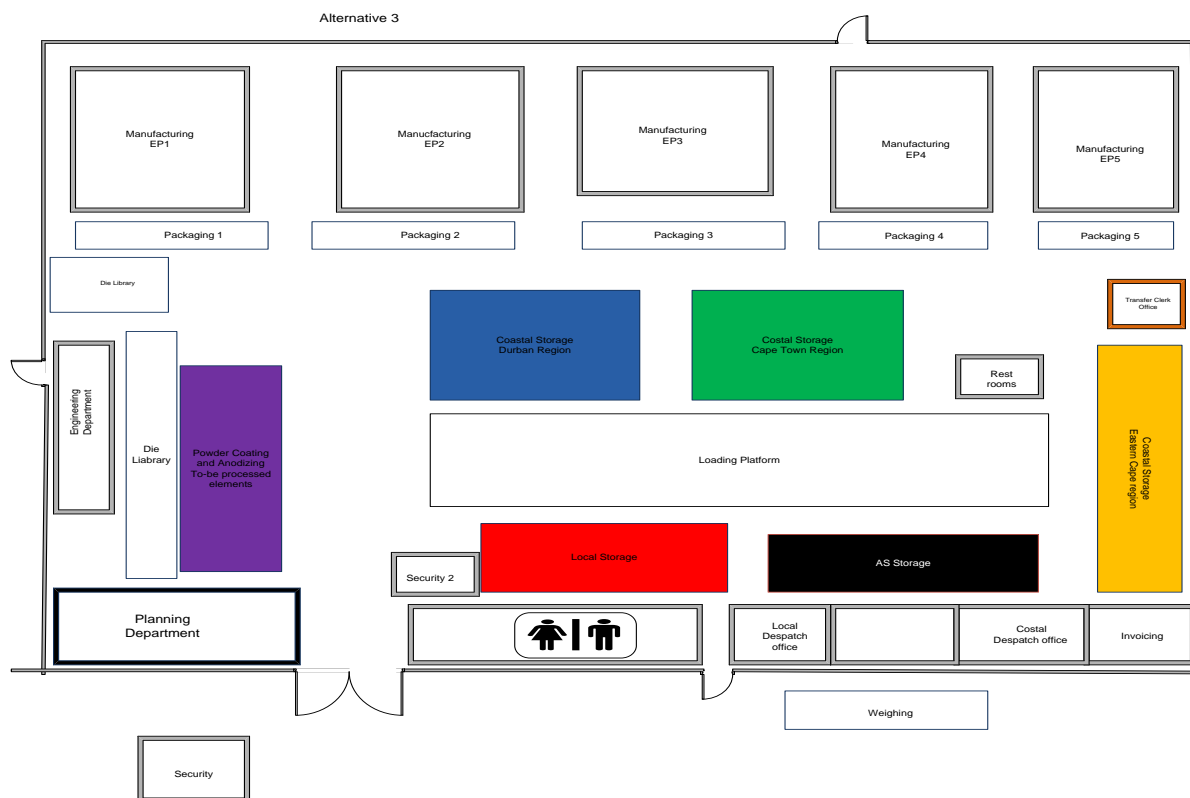 Alternative 3
Manufacturing
EP1
Manucfacturing
EP2
Manufacturing
EP3
Manufacturing
EP4
Manufacturing
EP5
Packaging 1
Packaging 2
Packaging 3
Packaging 4
Packaging 5
Die Library
Transfer Clerk
Office
Coastal Storage
Durban Region
Costal Storage
Cape Town Region
Rest
rooms
Engineering
Department
Die
Liabrary
Powder Coating
and Anodizing
To-be processed
elements
Loading Platform
Coastal Storage
Eastern Cape region
Local Storage
AS Storage
Security 2
Planning
Department
Local
Despatch
office
Costal
Despatch office
Invoicing
Weighing
Security